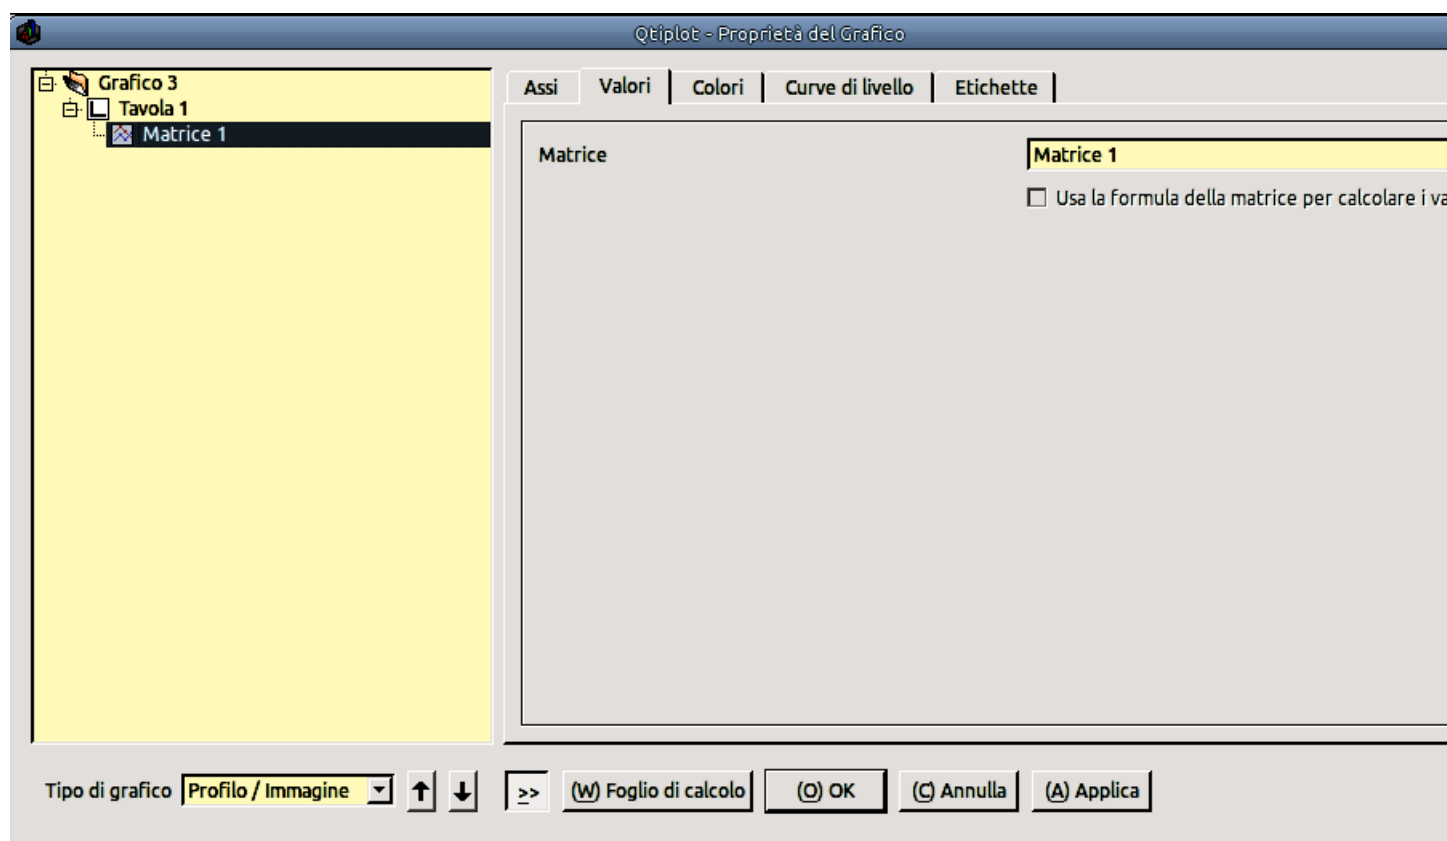 Qtiplot - Proprietà del Grafico
Grafico 3
Tavola 1
Matrice 1
Assi Valori Colori Curve di livello Etichette
Matrice Matrice 1
Usa la formula della matrice per calcolare i
Tipo di grafico Profilo / Immagine >> (W) Foglio di calcolo (O) OK (C) Annulla (A) Applica